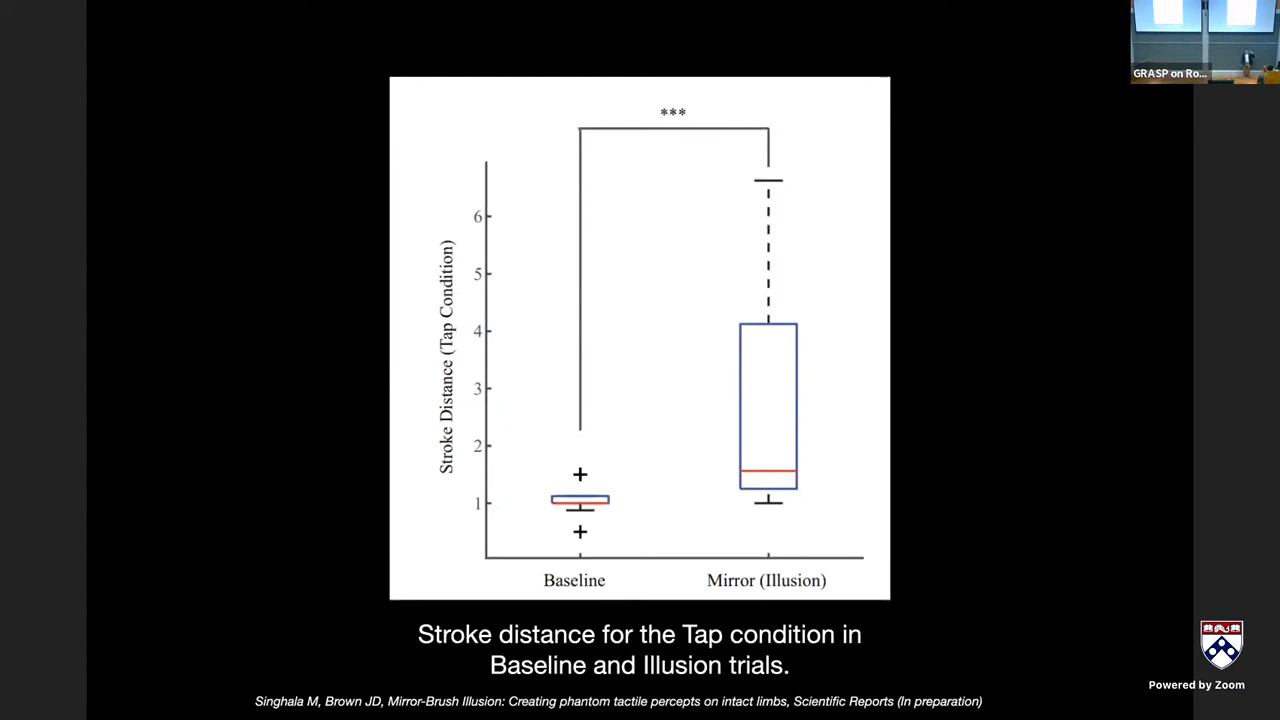 GRASP on Ro...
***
6
5
4
3
2
1
Stroke Distance (Tap Condition)
Baseline
Mirror (Illusion)
Stroke distance for the Tap condition in
Baseline and Illusion trials.
Singhala M, Brown JD, Mirror-Brush Illusion: Creating phantom tactile percepts on intact limbs, Scientific Reports (In preparation)
Powered by Zoom